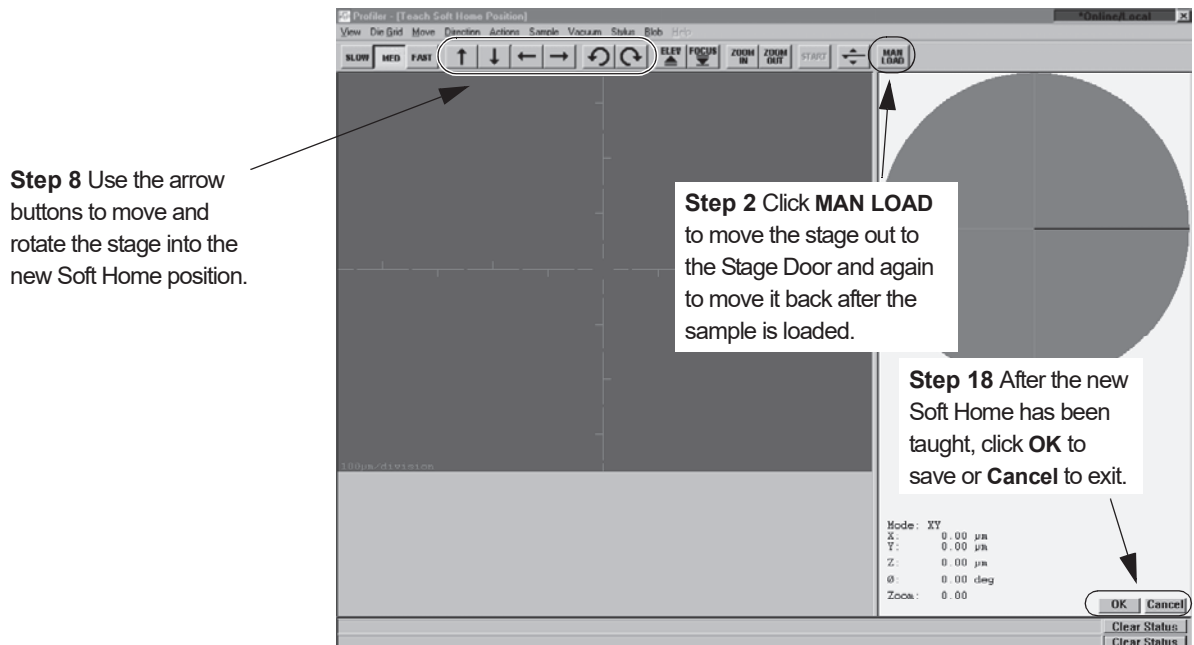 Profiler - [Teach Soft Home Position]
*Online/Local
View Die Grid Move Direction Actions Sample Vacuum Stylus Blob Help
SLOW MED FAST ELEV FOCUS ZOOM IN ZOOM OUT START MAN LOAD
Step 8 Use the arrow
buttons to move and
rotate the stage into the
new Soft Home position.
Step 2 Click MAN LOAD
to move the stage out to
the Stage Door and again
to move it back after the
sample is loaded.
Step 18 After the new
Soft Home has been
taught, click OK to
save or Cancel to exit.
100µm/division
Mode: XY
X: 0.00 µm
Y: 0.00 µm
Z: 0.00 µm
Ø: 0.00 deg
Zoom: 0.00
OK Cancel
Clear Status
Clear Status